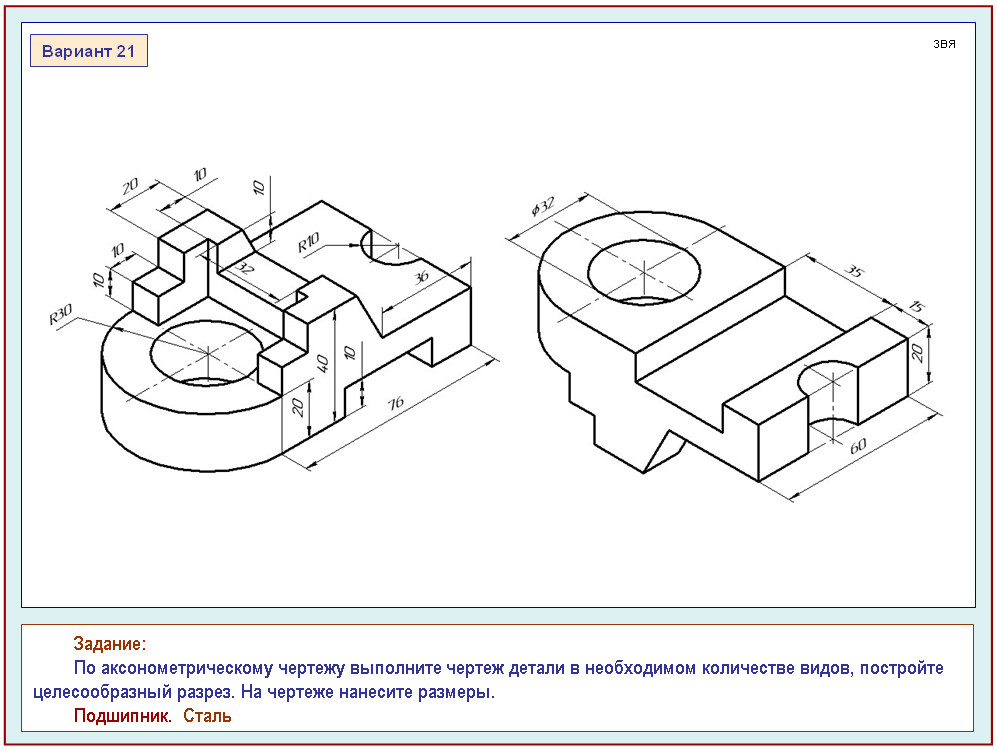 звя
Вариант 21
20
10
10
10
10
32
R10
36
R30
40
10
20
76
ϕ32
35
15
20
60
Задание:
По аксонометрическому чертежу выполните чертеж детали в необходимом количестве видов, постройте
целесообразный разрез. На чертеже нанесите размеры.
Подшипник. Сталь